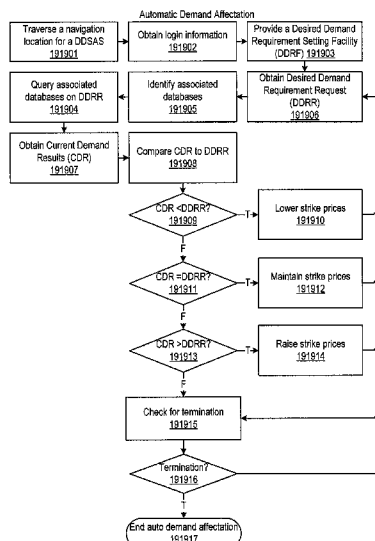 Automatic Demand Affectation
Traverse a navigation
location for a DDSAS
191901
Obtain login information
191902
Provide a Desired Demand
Requirement Setting Facility
(DDRF) 191903
Query associated
databases on DDRR
191904
Identify associated
databases
191905
Obtain Desired Demand
Requirement Request
(DDRR)
191906
Obtain Current Demand
Results (CDR)
191907
Compare CDR to DDRR
191908
CDR <DDRR?
191909
T
Lower strike prices
191910
F
CDR =DDRR?
191911
T
Maintain strike prices
191912
F
CDR >DDRR?
191913
T
Raise strike prices
191914
F
Check for termination
191915
Termination?
191916
T
End auto demand affectation
191917